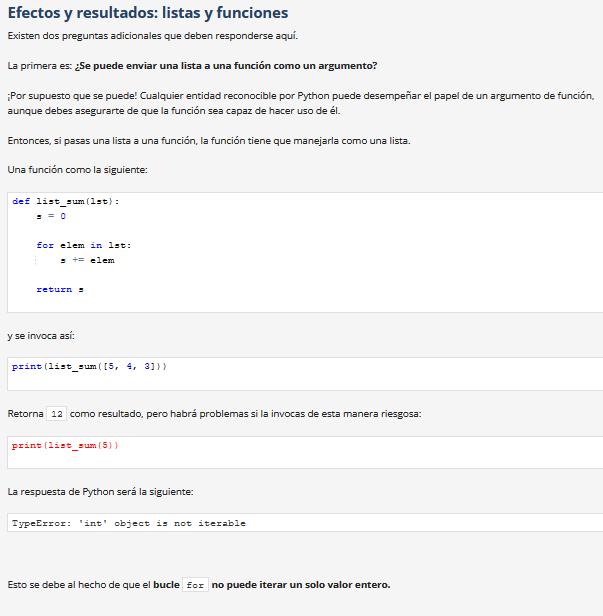 Efectos y resultados: listas y funciones
Existen dos preguntas adicionales que deben responderse aquí.
La primera es: ¿Se puede enviar una lista a una función como un argumento?
¡Por supuesto que se puede! Cualquier entidad reconocible por Python puede desempeñar el papel de un argumento de función,
aunque debes asegurarte de que la función sea capaz de hacer uso de él.
Entonces, si pasas una lista a una función, la función tiene que manejarla como una lista.
Una función como la siguiente:
def list_sum(lst):
    s = 0
    for elem in lst:
        s += elem
    return s
y se invoca así:
print(list_sum([5, 4, 3]))
Retorna 12 como resultado, pero habrá problemas si la invocas de esta manera riesgosa:
print(list_sum(5))
La respuesta de Python será la siguiente:
TypeError: 'int' object is not iterable
Esto se debe al hecho de que el bucle for no puede iterar un solo valor entero.